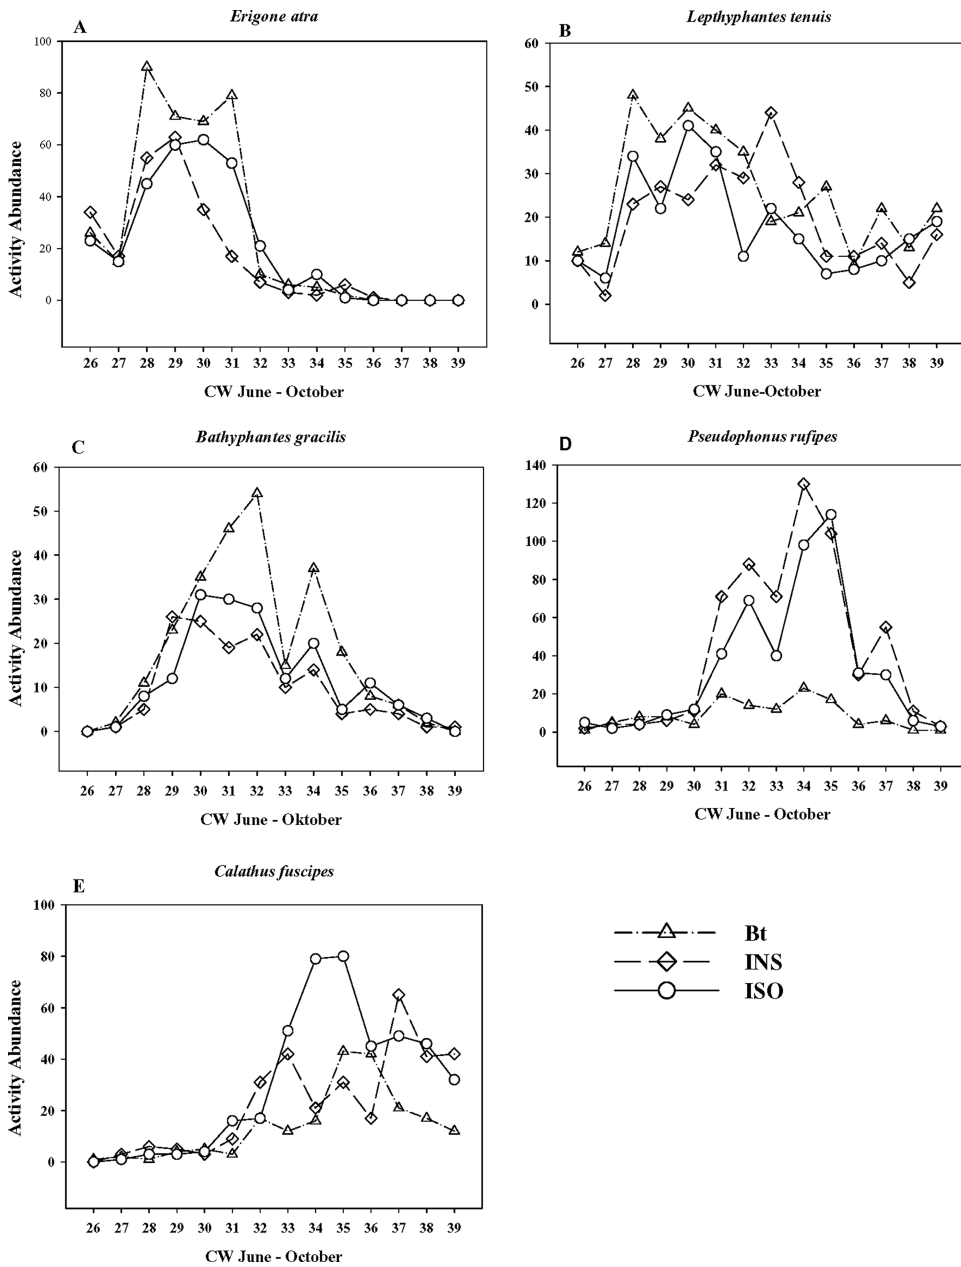 A
Erigone atra
100
80
60
40
20
0
Activity Abundance
26 27 28 29 30 31 32 33 34 35 36 37 38 39
CW June - October
B
Lepthyphantes tenuis
60
50
40
30
20
10
0
26 27 28 29 30 31 32 33 34 35 36 37 38 39
CW June-October
C
Bathyphantes gracilis
60
50
40
30
20
10
0
Activity Abundance
26 27 28 29 30 31 32 33 34 35 36 37 38 39
CW June - Oktober
D
Pseudophonus rufipes
140
120
100
80
60
40
20
0
26 27 28 29 30 31 32 33 34 35 36 37 38 39
CW June - October
E
Calathus fuscipes
100
80
60
40
20
0
Activity Abundance
26 27 28 29 30 31 32 33 34 35 36 37 38 39
CW June - October
Bt
INS
ISO